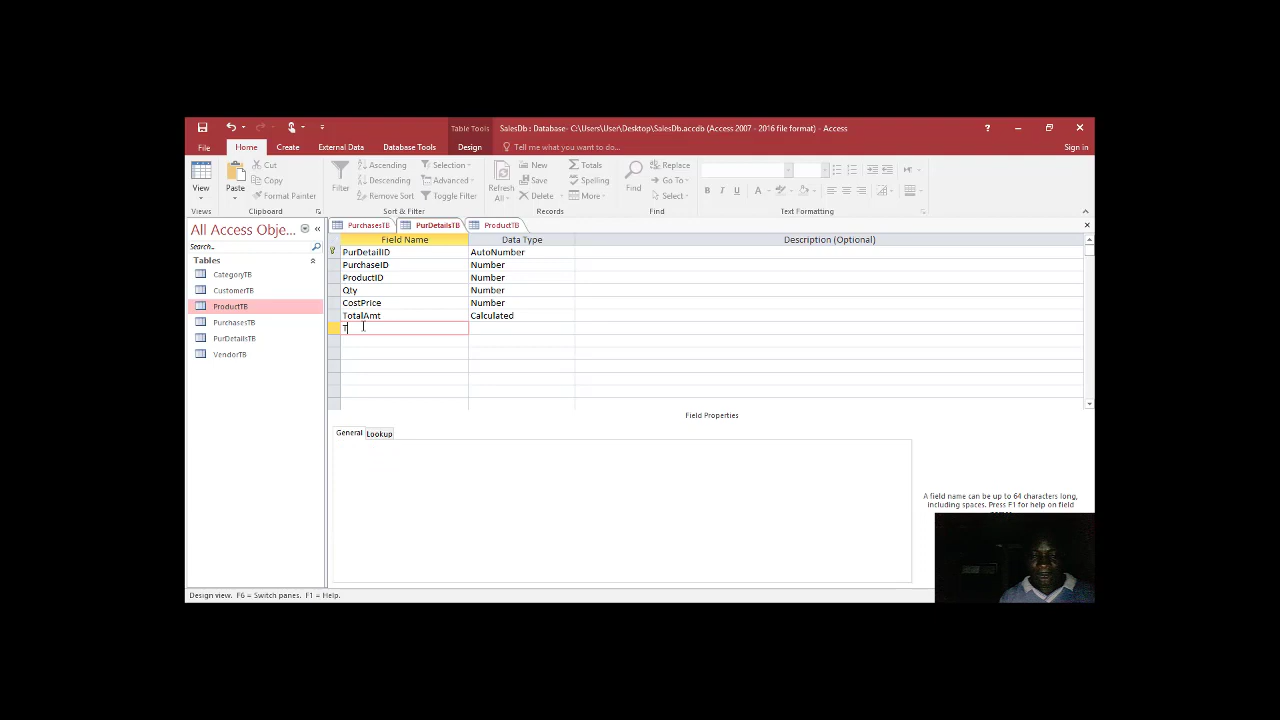 Table Tools
SalesDb : Database- C:\Users\User\Desktop\SalesDb.accdb (Access 2007 - 2016 file format) - Access
?
File
Home
Create
External Data
Database Tools
Design
Tell me what you want to do...
Sign in
View
Paste
Cut
Copy
Format Painter
Filter
Ascending
Descending
Remove Sort
Selection
Advanced
Toggle Filter
Refresh
All
New
Save
Delete
Totals
Spelling
More
Find
Replace
Go To
Select
B I U A
Views
Clipboard
Sort & Filter
Records
Find
Text Formatting
All Access Obje...
Search...
Tables
CategoryTB
CustomerTB
ProductTB
PurchasesTB
PurDetailsTB
VendorTB
PurchasesTB
PurDetailsTB
ProductTB
Field Name
Data Type
Description (Optional)
PurDetailID AutoNumber
PurchaseID Number
ProductID Number
Qty Number
CostPrice Number
TotalAmt Calculated
T
Field Properties
General
Lookup
A field name can be up to 64 characters long,
including spaces. Press F1 for help on field
Design view. F6 = Switch panes. F1 = Help.